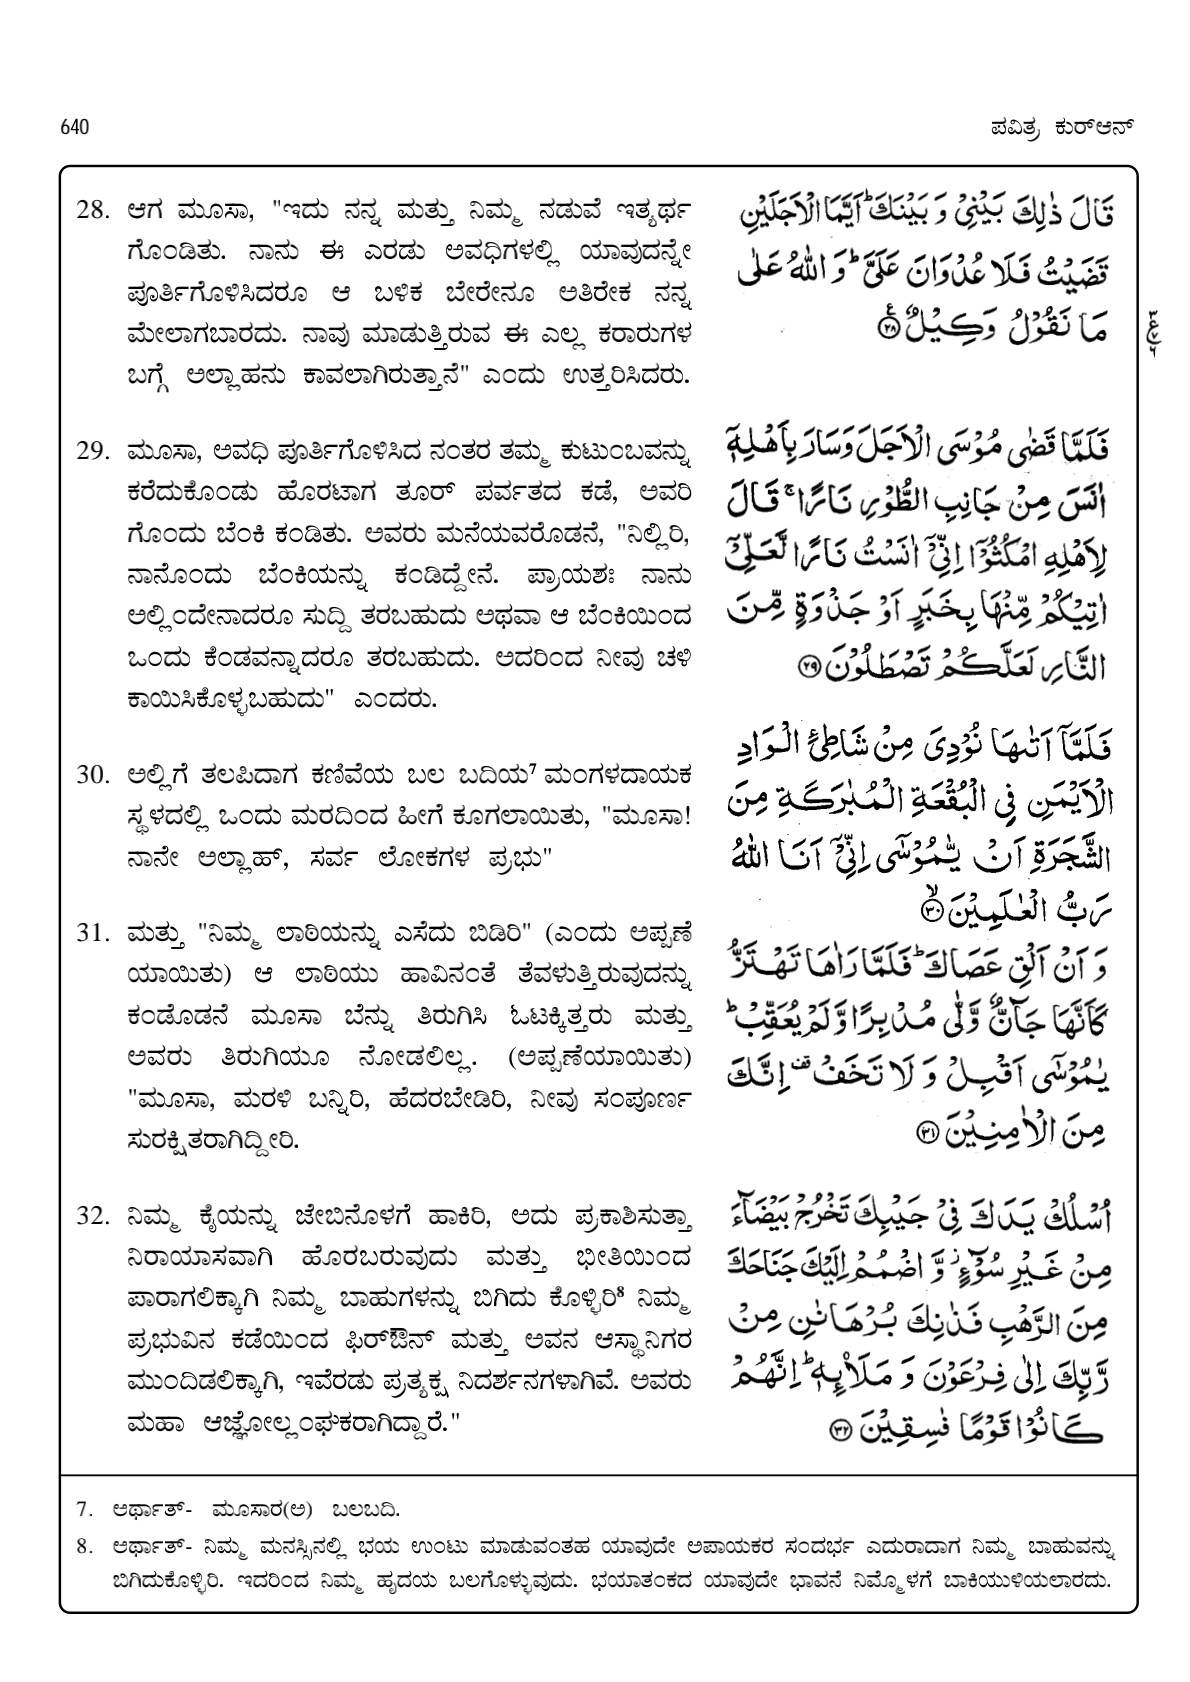 640
ಪವಿತ್ರ ಕುರ್‌ಆನ್
28. ಆಗ ಮೂಸಾ, "ಇದು ನನ್ನ ಮತ್ತು ನಿಮ್ಮ ನಡುವೆ ಇತ್ಯರ್ಥ
ಗೊಂಡಿತು. ನಾನು ಈ ಎರಡು ಅವಧಿಗಳಲ್ಲಿ ಯಾವುದನ್ನೇ
ಪೂರ್ತಿಗೊಳಿಸಿದರೂ ಆ ಬಳಿಕ ಬೇರೇನೂ ಅತಿರೇಕ ನನ್ನ
ಮೇಲಾಗಬಾರದು. ನಾವು ಮಾಡುತ್ತಿರುವ ಈ ಎಲ್ಲ ಕರಾರುಗಳ
ಬಗ್ಗೆ ಅಲ್ಲಾಹನು ಕಾವಲಾಗಿರುತ್ತಾನೆ" ಎಂದು ಉತ್ತರಿಸಿದರು.
قَالَ ذٰلِكَ بَيْنِيْ وَ بَيْنَكَ ؕ اَيَّمَا الْاَجَلَيْنِ
قَضَيْتُ فَلَا عُدْوَانَ عَلَيَّ ؕ وَ اللّٰهُ عَلٰى
مَا نَقُوْلُ وَكِيْلٌ ۟﴿۲۸﴾
29. ಮೂಸಾ, ಅವಧಿ ಪೂರ್ತಿಗೊಳಿಸಿದ ನಂತರ ತಮ್ಮ ಕುಟುಂಬವನ್ನು
ಕರೆದುಕೊಂಡು ಹೊರಟಾಗ ತೂರ್ ಪರ್ವತದ ಕಡೆ, ಅವರಿ
ಗೊಂದು ಬೆಂಕಿ ಕಂಡಿತು. ಅವರು ಮನೆಯವರೊಡನೆ, "ನಿಲ್ಲಿರಿ,
ನಾನೊಂದು ಬೆಂಕಿಯನ್ನು ಕಂಡಿದ್ದೇನೆ. ಪ್ರಾಯಶಃ ನಾನು
ಅಲ್ಲಿಂದೇನಾದರೂ ಸುದ್ದಿ ತರಬಹುದು ಅಥವಾ ಆ ಬೆಂಕಿಯಿಂದ
ಒಂದು ಕೆಂಡವನ್ನಾದರೂ ತರಬಹುದು. ಅದರಿಂದ ನೀವು ಚಳಿ
ಕಾಯಿಸಿಕೊಳ್ಳಬಹುದು" ಎಂದರು.
فَلَمَّا قَضٰى مُوْسَى الْاَجَلَ وَسَارَ بِاَهْلِهٖۤ
اٰنَسَ مِنْ جَانِبِ الطُّوْرِ نَارًا ۚ قَالَ
لِاَهْلِهِ امْكُثُوْۤا اِنِّيْۤ اٰنَسْتُ نَارًا لَّعَلِّيْۤ
اٰتِيْكُمْ مِّنْهَا بِخَبَرٍ اَوْ جَذْوَةٍ مِّنَ
النَّارِ لَعَلَّكُمْ تَصْطَلُوْنَ ﴿۲۹﴾
30. ಅಲ್ಲಿಗೆ ತಲಪಿದಾಗ ಕಣಿವೆಯ ಬಲ ಬದಿಯ⁷ ಮಂಗಳದಾಯಕ
ಸ್ಥಳದಲ್ಲಿ ಒಂದು ಮರದಿಂದ ಹೀಗೆ ಕೂಗಲಾಯಿತು, "ಮೂಸಾ!
ನಾನೇ ಅಲ್ಲಾಹ್, ಸರ್ವ ಲೋಕಗಳ ಪ್ರಭು"
فَلَمَّاۤ اَتٰىهَا نُوْدِيَ مِنْ شَاطِئِ الْوَادِ
الْاَيْمَنِ فِي الْبُقْعَةِ الْمُبٰرَكَةِ مِنَ
الشَّجَرَةِ اَنْ يّٰمُوْسٰۤى اِنِّيْۤ اَنَا اللّٰهُ
رَبُّ الْعٰلَمِيْنَ ۙ﴿۳۰﴾
31. ಮತ್ತು "ನಿಮ್ಮ ಲಾಠಿಯನ್ನು ಎಸೆದು ಬಿಡಿರಿ" (ಎಂದು ಅಪ್ಪಣೆ
ಯಾಯಿತು) ಆ ಲಾಠಿಯು ಹಾವಿನಂತೆ ತೆವಳುತ್ತಿರುವುದನ್ನು
ಕಂಡೊಡನೆ ಮೂಸಾ ಬೆನ್ನು ತಿರುಗಿಸಿ ಓಟಕ್ಕಿತ್ತರು ಮತ್ತು
ಅವರು ತಿರುಗಿಯೂ ನೋಡಲಿಲ್ಲ. (ಅಪ್ಪಣೆಯಾಯಿತು)
"ಮೂಸಾ, ಮರಳಿ ಬನ್ನಿರಿ, ಹೆದರಬೇಡಿರಿ, ನೀವು ಸಂಪೂರ್ಣ
ಸುರಕ್ಷಿತರಾಗಿದ್ದೀರಿ.
وَ اَنْ اَلْقِ عَصَاكَ ؕ فَلَمَّا رَاٰهَا تَهْتَزُّ
كَاَنَّهَا جَآنٌّ وَّلّٰى مُدْبِرًا وَّلَمْ يُعَقِّبْ ؕ
يٰمُوْسٰۤى اَقْبِلْ وَ لَا تَخَفْ ۫ اِنَّكَ
مِنَ الْاٰمِنِيْنَ ﴿۳۱﴾
32. ನಿಮ್ಮ ಕೈಯನ್ನು ಜೇಬಿನೊಳಗೆ ಹಾಕಿರಿ, ಅದು ಪ್ರಕಾಶಿಸುತ್ತಾ
ನಿರಾಯಾಸವಾಗಿ ಹೊರಬರುವುದು ಮತ್ತು ಭೀತಿಯಿಂದ
ಪಾರಾಗಲಿಕ್ಕಾಗಿ ನಿಮ್ಮ ಬಾಹುಗಳನ್ನು ಬಿಗಿದು ಕೊಳ್ಳಿರಿ⁸ ನಿಮ್ಮ
ಪ್ರಭುವಿನ ಕಡೆಯಿಂದ ಫಿರ್‌ಔನ್ ಮತ್ತು ಅವನ ಆಸ್ಥಾನಿಗರ
ಮುಂದಿಡಲಿಕ್ಕಾಗಿ, ಇವೆರಡು ಪ್ರತ್ಯಕ್ಷ ನಿದರ್ಶನಗಳಾಗಿವೆ. ಅವರು
ಮಹಾ ಆಜ್ಞೋಲ್ಲಂಘಕರಾಗಿದ್ದಾರೆ."
اُسْلُكْ يَدَكَ فِيْ جَيْبِكَ تَخْرُجْ بَيْضَآءَ
مِنْ غَيْرِ سُوْٓءٍ ۫ وَّ اضْمُمْ اِلَيْكَ جَنَاحَكَ
مِنَ الرَّهْبِ فَذٰنِكَ بُرْهَانٰنِ مِنْ
رَّبِّكَ اِلٰى فِرْعَوْنَ وَ مَلَا۟ئِهٖ ؕ اِنَّهُمْ
كَانُوْا قَوْمًا فٰسِقِيْنَ ﴿۳۲﴾
7. ಅರ್ಥಾತ್- ಮೂಸಾರ(ಅ) ಬಲಬದಿ.
8. ಅರ್ಥಾತ್- ನಿಮ್ಮ ಮನಸ್ಸಿನಲ್ಲಿ ಭಯ ಉಂಟು ಮಾಡುವಂತಹ ಯಾವುದೇ ಅಪಾಯಕರ ಸಂದರ್ಭ ಎದುರಾದಾಗ ನಿಮ್ಮ ಬಾಹುವನ್ನು
ಬಿಗಿದುಕೊಳ್ಳಿರಿ. ಇದರಿಂದ ನಿಮ್ಮ ಹೃದಯ ಬಲಗೊಳ್ಳುವುದು. ಭಯಾತಂಕದ ಯಾವುದೇ ಭಾವನೆ ನಿಮ್ಮೊಳಗೆ ಬಾಕಿಯುಳಿಯಲಾರದು.